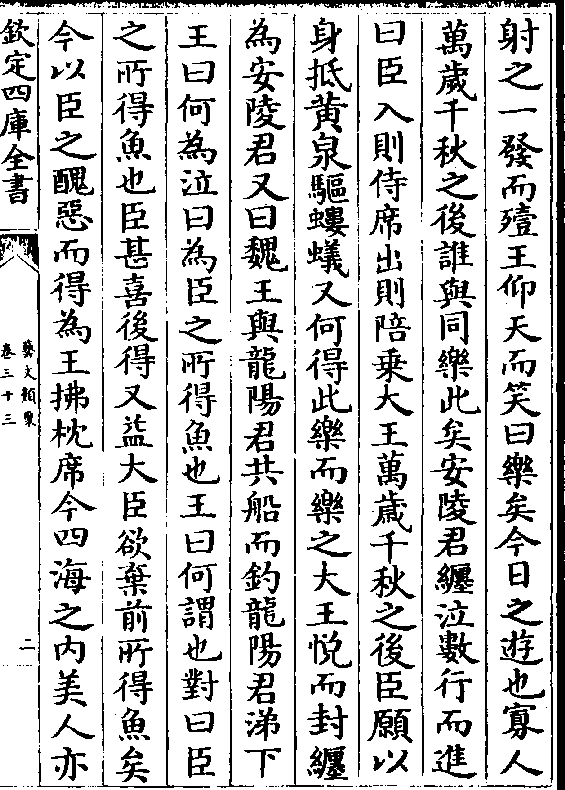 射之一發而殪王仰天而笑曰樂矣今日之遊也寡人
萬歲千秋之後誰與同樂此矣安陵君纏泣數行而進
曰臣入則侍席出則陪乗大王萬歲千秋之後臣願以
身抵黄泉驅螻蟻又何得此樂而樂之大王悦而封纏
為安陵君又曰魏王與龍陽君共船而釣龍陽君涕下
王曰何為泣曰為臣之所得魚也王曰何謂也對曰臣
之所得魚也臣甚喜後得又益大臣欲棄前所得魚矣
今以臣之醜惡而得為王拂枕席今四海之内美人亦
欽定四庫全書
藝文類聚
卷三十三
二